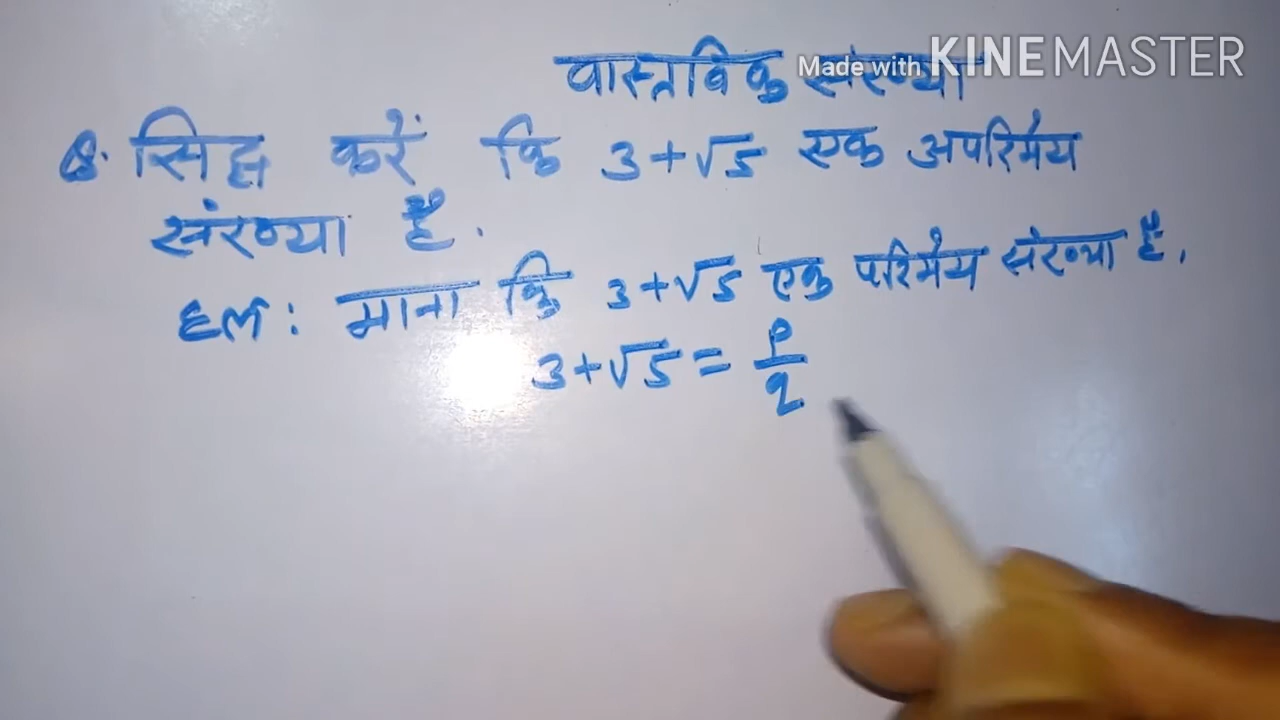 वास्तविक संख्या
Made with KINEMASTER
Q. सिद्ध करें कि 3+√5 एक अपरिमेय
संख्या है.
हल: माना कि 3+√5 एक परिमेय संख्या है.
3+√5 = p/q